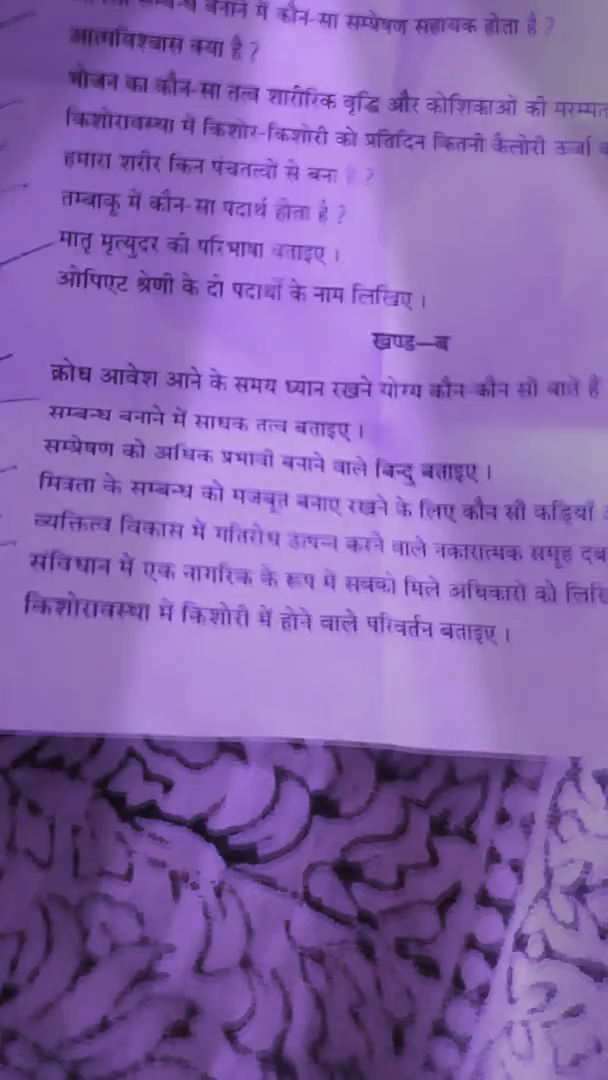 बनाने में कौन-सा सम्प्रेषण सहायक होता है ?
आत्मविश्वास क्या है ?
भोजन का कौन-सा तत्व शारीरिक वृद्धि और कोशिकाओं की मरम्मत
किशोरावस्था में किशोर-किशोरी को प्रतिदिन कितनी कैलोरी ऊर्जा
हमारा शरीर किन पंचतत्वों से बना है ?
तम्बाकू में कौन-सा पदार्थ होता है ?
मातृ मृत्युदर की परिभाषा बताइए ।
ओपिएट श्रेणी के दो पदार्थों के नाम लिखिए ।
खण्ड–ब
क्रोध आवेश आने के समय ध्यान रखने योग्य कौन-कौन सी बातें हैं
सम्बन्ध बनाने में साधक तत्व बताइए ।
सम्प्रेषण को अधिक प्रभावी बनाने वाले बिन्दु बताइए ।
मित्रता के सम्बन्ध को मजबूत बनाए रखने के लिए कौन सी कड़ियाँ
व्यक्तित्व विकास में गतिरोध उत्पन्न करने वाले नकारात्मक समूह दब
संविधान में एक नागरिक के रूप में सबको मिले अधिकारों को लिखि
किशोरावस्था में किशोरी में होने वाले परिवर्तन बताइए ।